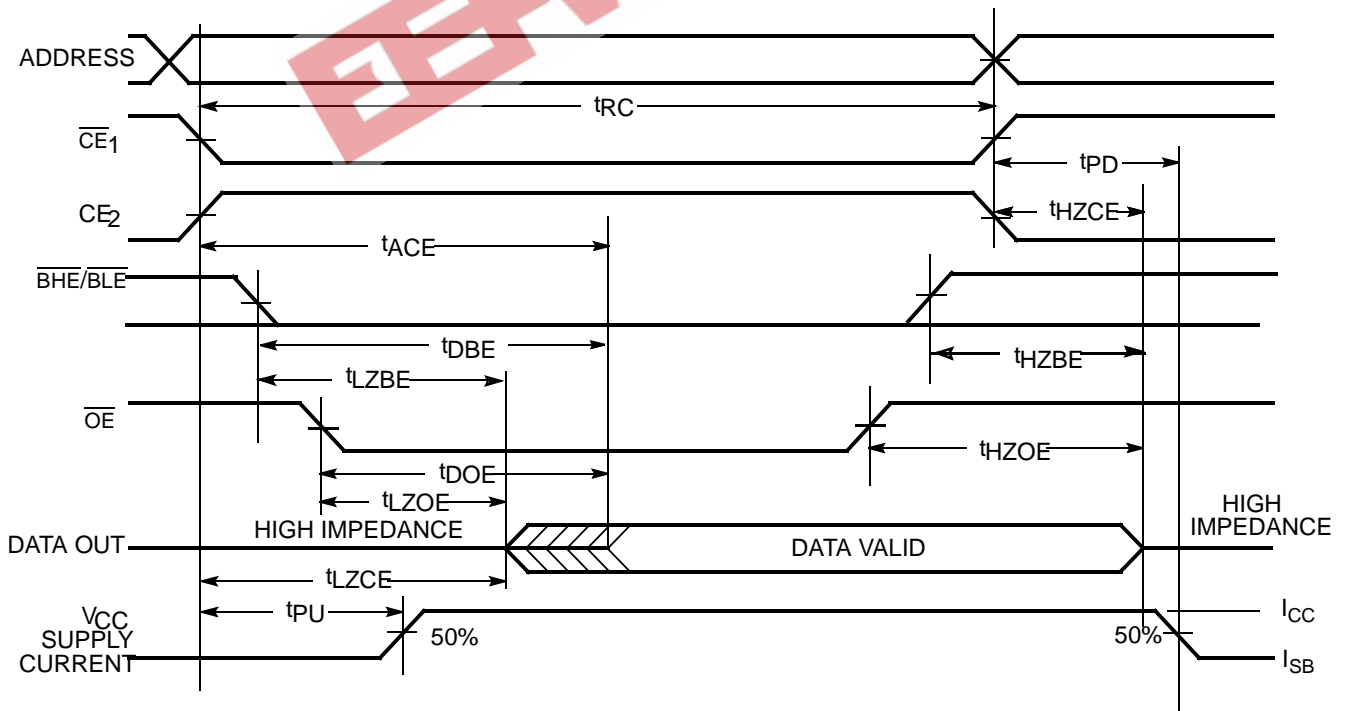 ADDRESS
tRC
CE1
tPD
CE2
tHZCE
tACE
BHE/BLE
tDBE
tHZBE
tLZBE
OE
tHZOE
tDOE
tLZOE
HIGH IMPEDANCE
HIGH
IMPEDANCE
DATA OUT
DATA VALID
tLZCE
VCC
SUPPLY
CURRENT
tPU
50%
50%
ICC
ISB